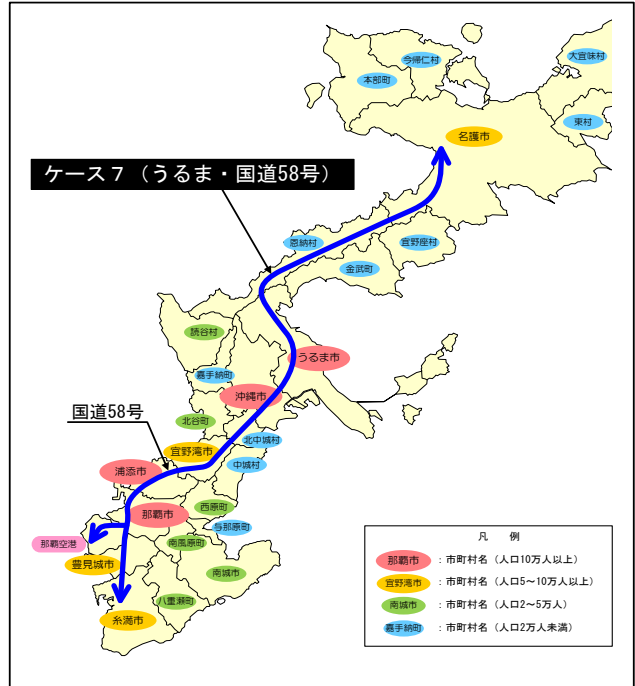 今帰仁村
大宜味村
本部町
東村
名護市
ケース7(うるま・国道58号)
恩納村
宜野座村
金武町
読谷村
うるま市
嘉手納町
沖縄市
国道58号
北谷町
北中城村
宜野湾市
中城村
浦添市
西原町
那覇市
与那原町
那覇空港
南風原町
豊見城市
南城市
八重瀬町
糸満市
凡 例
那覇市 :市町村名(人口10万人以上)
宜野湾市 :市町村名(人口5~10万人以上)
南城市 :市町村名(人口2~5万人)
嘉手納町 :市町村名(人口2万人未満)